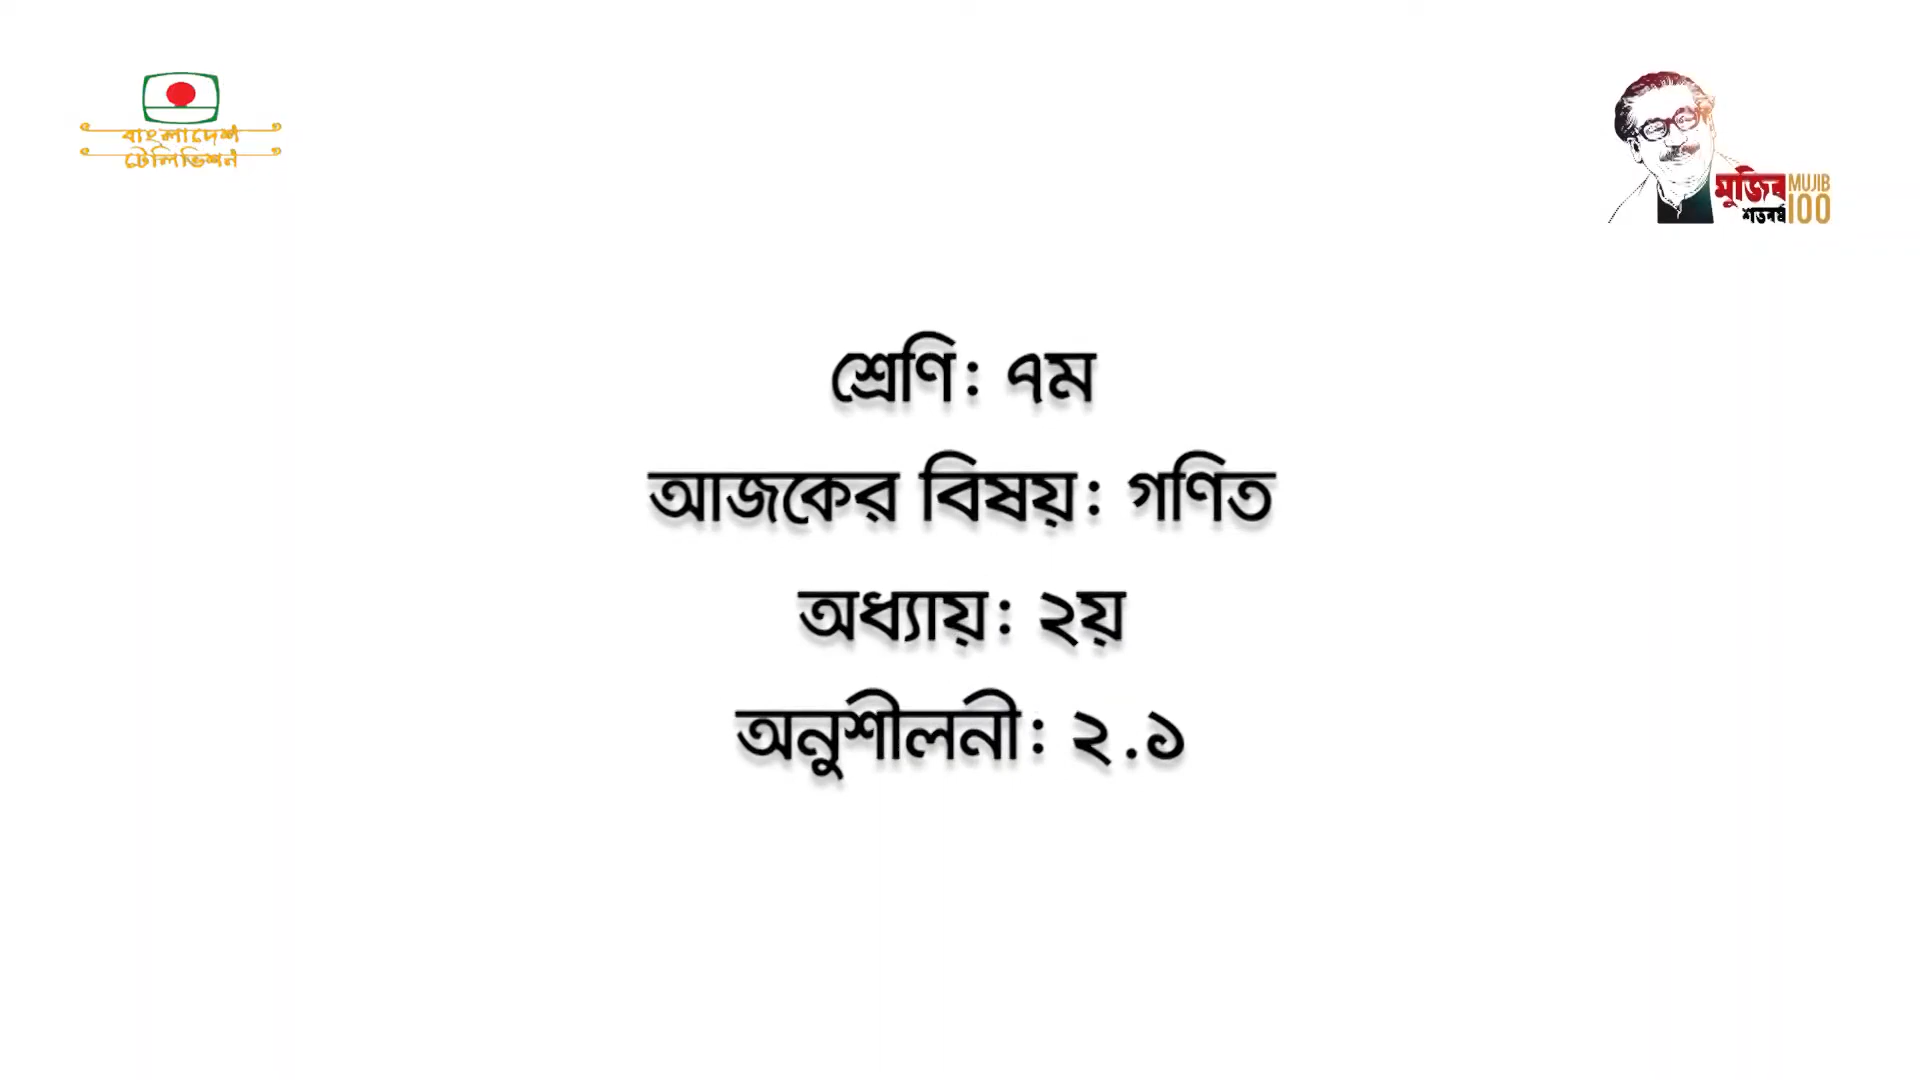 বাংলাদেশ
টেলিভিশন
মুজিব MUJIB
শতবর্ষ 100
শ্রেণি: ৭ম
আজকের বিষয়: গণিত
অধ্যায়: ২য়
অনুশীলনী: ২.১